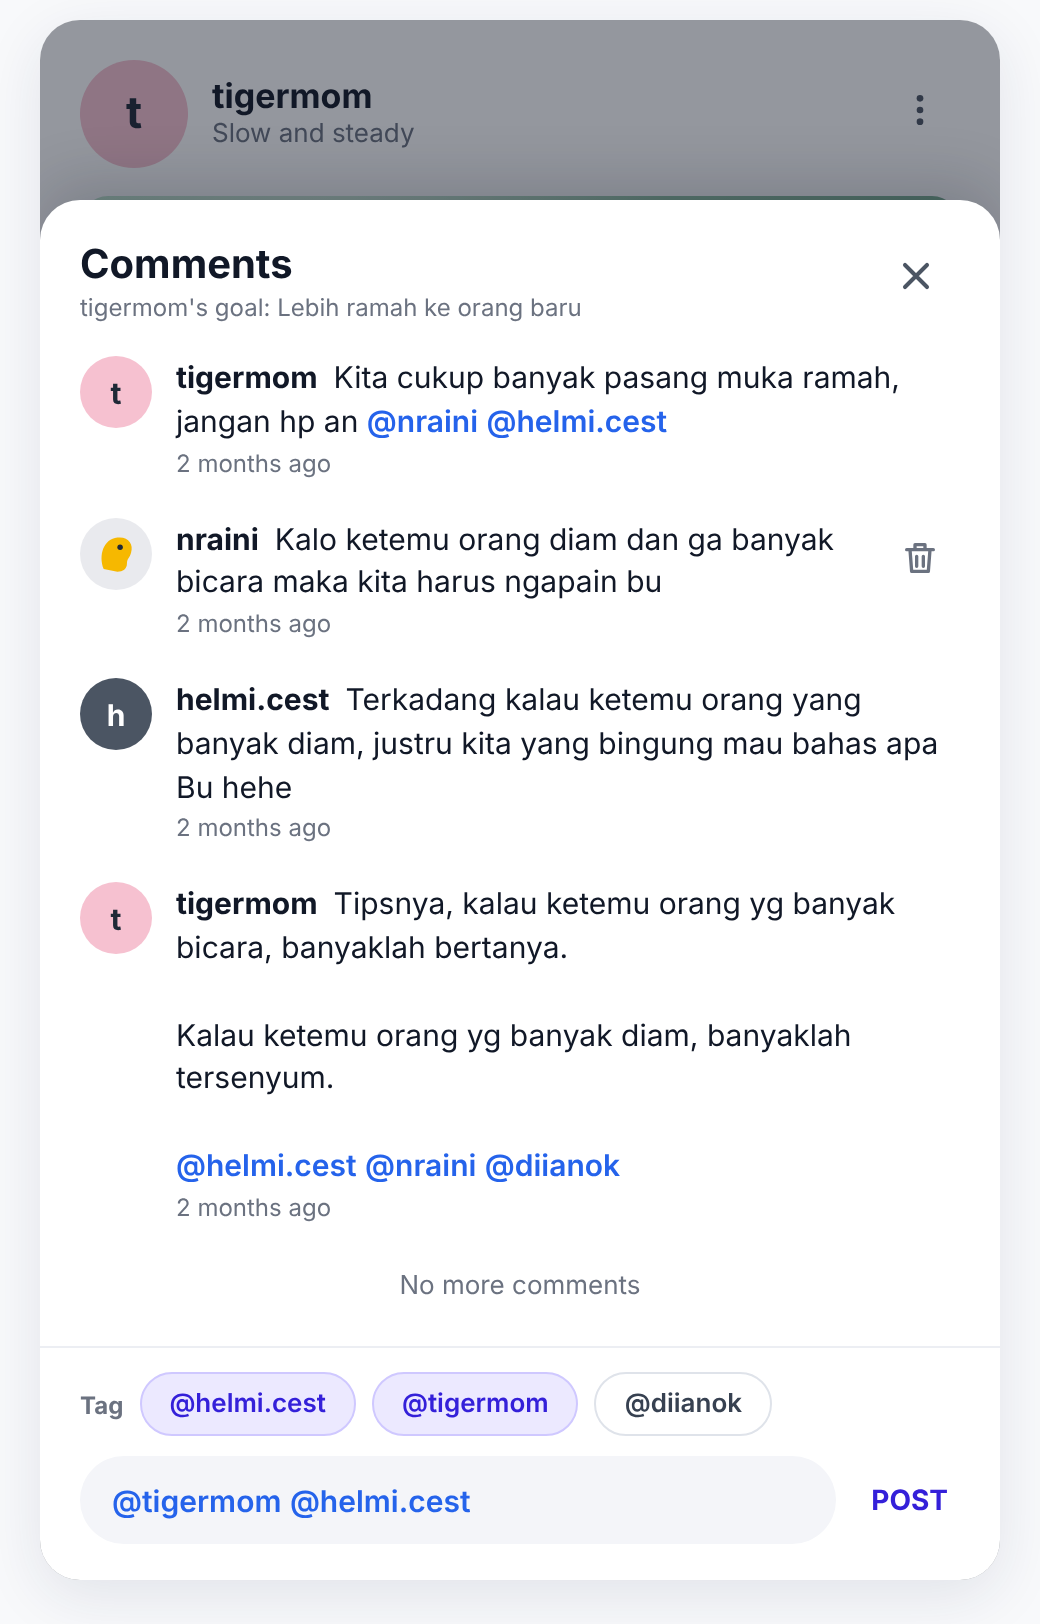 t
tigermom
Slow and steady
Comments
tigermom's goal: Lebih ramah ke orang baru
t
tigermom Kita cukup banyak pasang muka ramah,
jangan hp an @nraini @helmi.cest
2 months ago
nraini Kalo ketemu orang diam dan ga banyak
bicara maka kita harus ngapain bu
2 months ago
h
helmi.cest Terkadang kalau ketemu orang yang
banyak diam, justru kita yang bingung mau bahas apa
Bu hehe
2 months ago
t
tigermom Tipsnya, kalau ketemu orang yg banyak
bicara, banyaklah bertanya.
Kalau ketemu orang yg banyak diam, banyaklah
tersenyum.
@helmi.cest @nraini @diianok
2 months ago
No more comments
Tag @helmi.cest @tigermom @diianok
@tigermom @helmi.cest POST